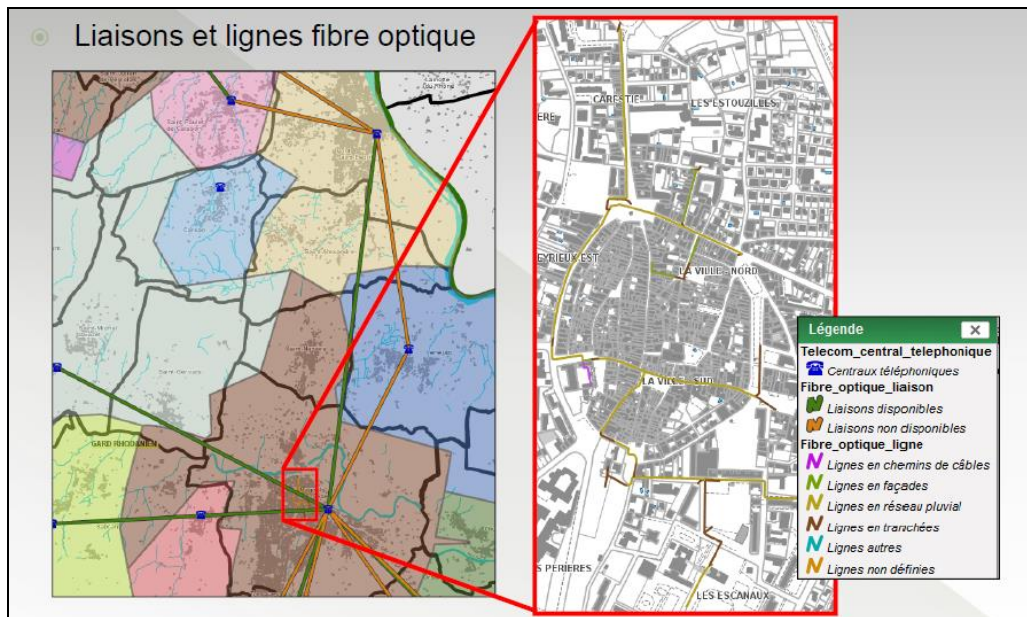 Liaisons et lignes fibre optique
GARD RHODANIEN
CARESTIE
LES ESTOUZILLES
EYRIEUX EST
LA VILLE - NORD
LA VILLE - SUD
S PERIERES
LES ESCANAUX
Légende
Telecom_central_telephonique
Centraux téléphoniques
Fibre_optique_liaison
Liaisons disponibles
Liaisons non disponibles
Fibre_optique_ligne
Lignes en chemins de câbles
Lignes en façades
Lignes en réseau pluvial
Lignes en tranchées
Lignes autres
Lignes non définies